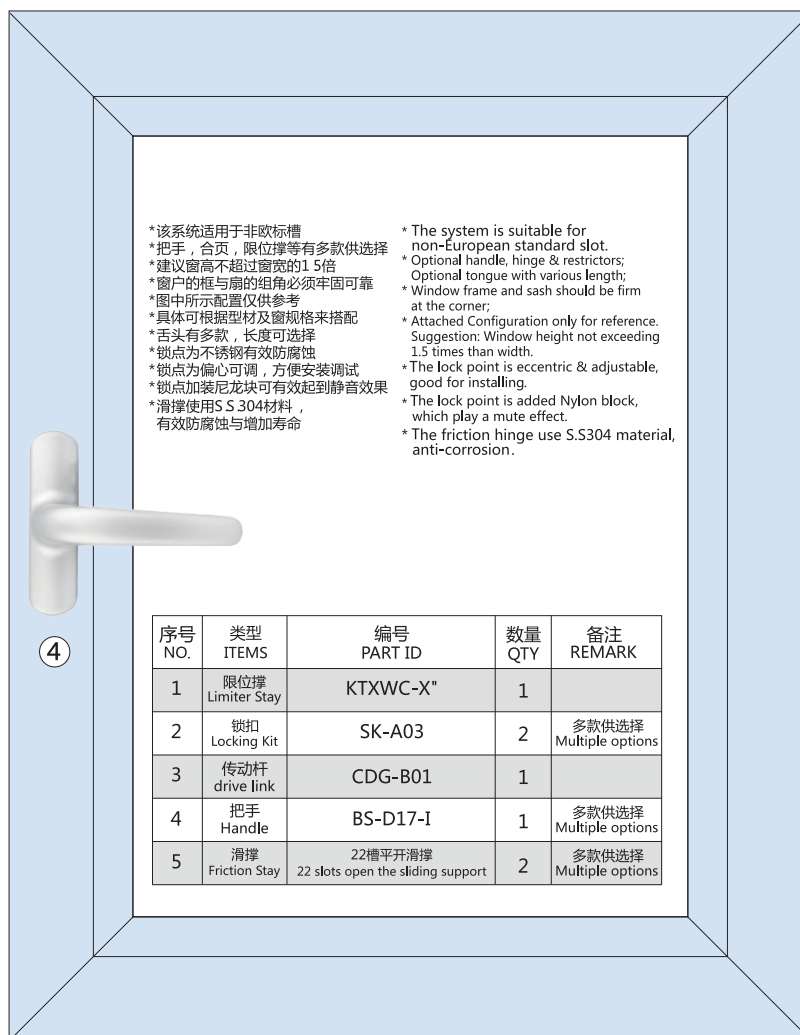 *该系统适用于非欧标槽
*把手，合页，限位撑等有多款供选择
*建议窗高不超过窗宽的1 5倍
*窗户的框与扇的组角必须牢固可靠
*图中所示配置仅供参考
*具体可根据型材及窗规格来搭配
*舌头有多款，长度可选择
*锁点为不锈钢有效防腐蚀
*锁点为偏心可调，方便安装调试
*锁点加装尼龙块可有效起到静音效果
*滑撑使用S S 304材料，
有效防腐蚀与增加寿命
* The system is suitable for
non-European standard slot.
* Optional handle, hinge & restrictors;
Optional tongue with various length;
* Window frame and sash should be firm
at the corner;
* Attached Configuration only for reference.
Suggestion: Window height not exceeding
1.5 times than width.
* The lock point is eccentric & adjustable,
good for installing.
* The lock point is added Nylon block,
which play a mute effect.
* The friction hinge use S.S304 material,
anti-corrosion.
④
序号 类型 编号 数量 备注
NO. ITEMS PART ID QTY REMARK
1 限位撑 Limiter Stay KTXWC-X" 1
2 锁扣 Locking Kit SK-A03 2 多款供选择 Multiple options
3 传动杆 drive link CDG-B01 1
4 把手 Handle BS-D17-I 1 多款供选择 Multiple options
5 滑撑 Friction Stay 22槽平开滑撑 22 slots open the sliding support 2 多款供选择 Multiple options